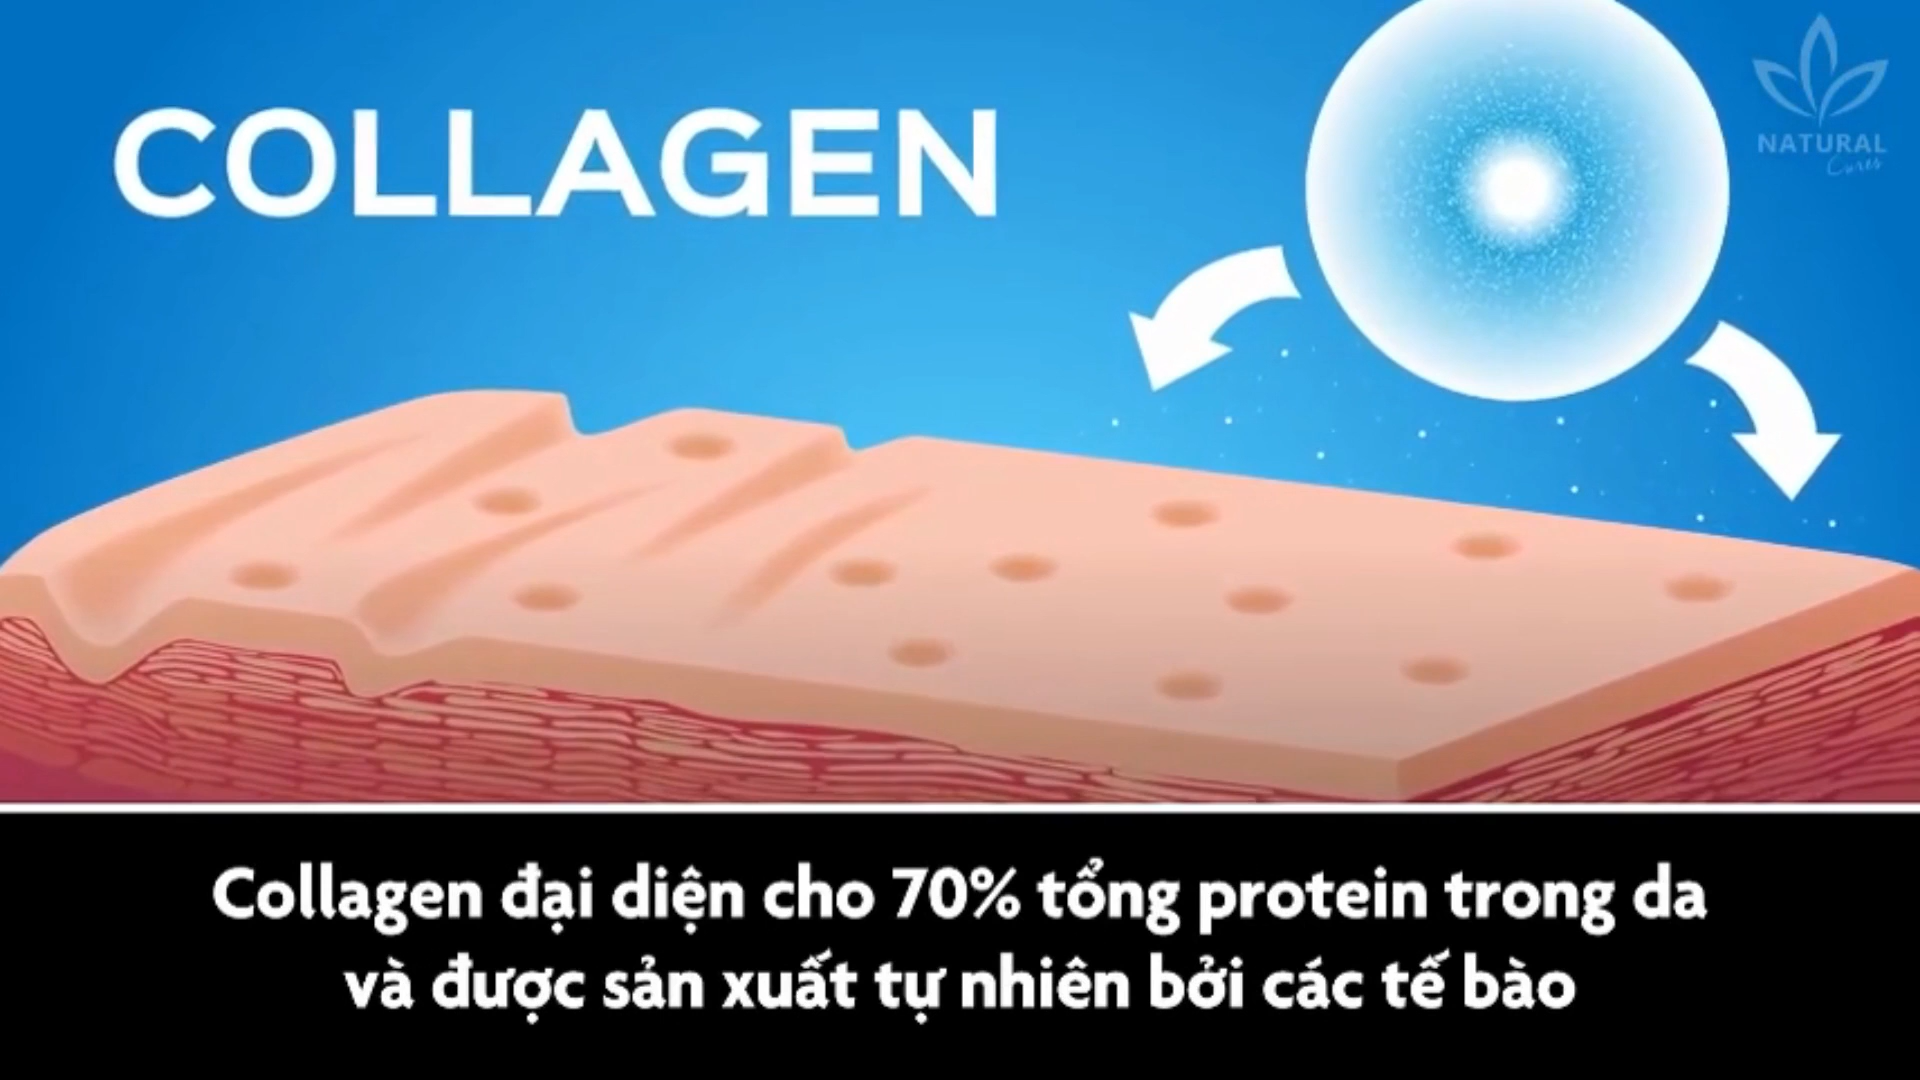 COLLAGEN
NATURAL
Cures
Collagen đại diện cho 70% tổng protein trong da
và được sản xuất tự nhiên bởi các tế bào